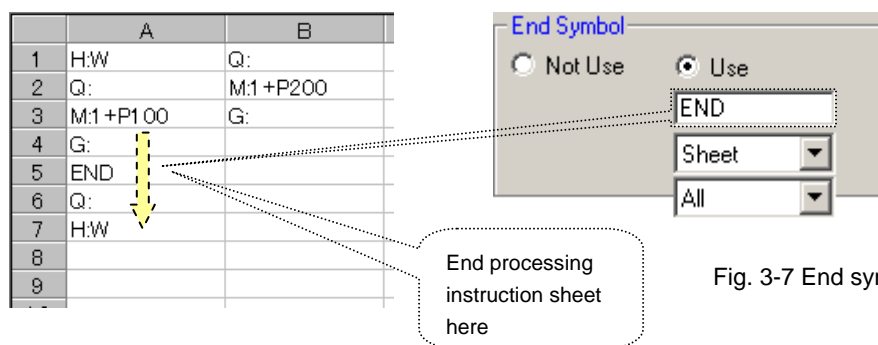 A B
1 H:W Q:
2 Q: M:1+P200
3 M:1+P100 G:
4 G:
5 END
6 Q:
7 H:W
8
9
End Symbol
Not Use Use
END
Sheet
All
End processing
instruction sheet
here
Fig. 3-7 End